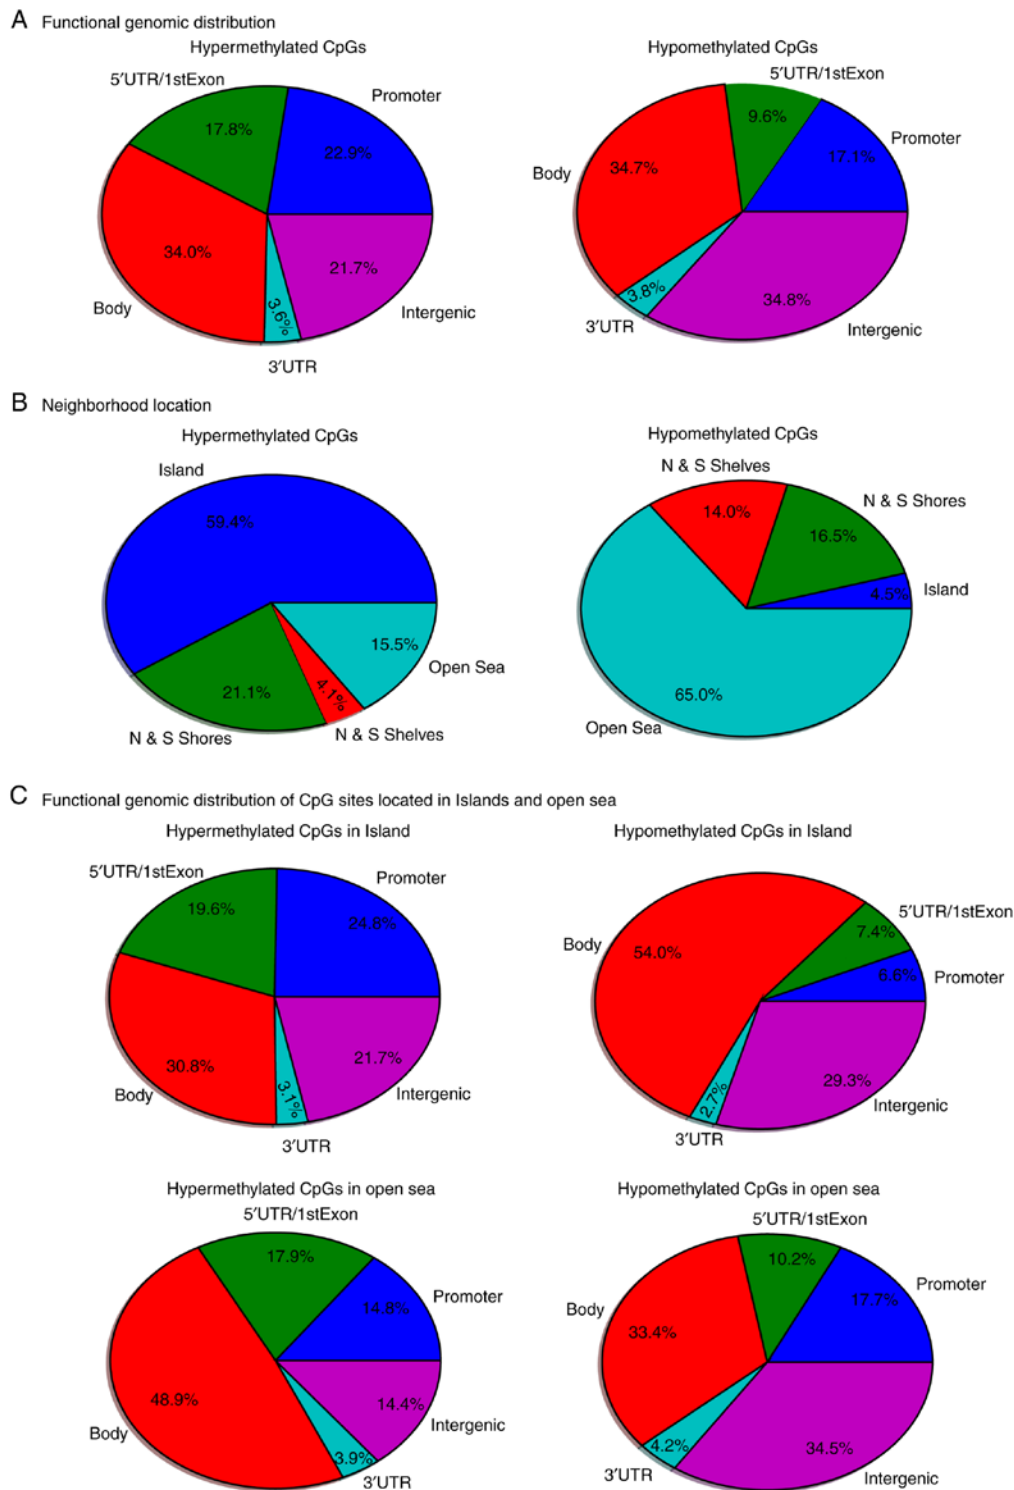 A Functional genomic distribution
Hypermethylated CpGs
Hypomethylated CpGs
5′UTR/1stExon
Promoter
17.8%
22.9%
34.0%
21.7%
3.6%
Body
Intergenic
3′UTR
5′UTR/1stExon
9.6%
Promoter
17.1%
Body
34.7%
3.8%
34.8%
3′UTR
Intergenic
B Neighborhood location
Hypermethylated CpGs
Hypomethylated CpGs
Island
59.4%
15.5%
Open Sea
21.1%
4.1%
N & S Shores
N & S Shelves
N & S Shelves
14.0%
N & S Shores
16.5%
4.5%
Island
65.0%
Open Sea
C Functional genomic distribution of CpG sites located in Islands and open sea
Hypermethylated CpGs in Island
Hypomethylated CpGs in Island
5′UTR/1stExon
Promoter
19.6%
24.8%
30.8%
21.7%
3.1%
Body
Intergenic
3′UTR
5′UTR/1stExon
7.4%
Body
54.0%
6.6%
Promoter
2.7%
29.3%
Intergenic
3′UTR
Hypermethylated CpGs in open sea
Hypomethylated CpGs in open sea
5′UTR/1stExon
17.9%
14.8%
Promoter
48.9%
14.4%
Body
Intergenic
3.9%
3′UTR
5′UTR/1stExon
10.2%
Promoter
17.7%
Body
33.4%
4.2%
34.5%
3′UTR
Intergenic